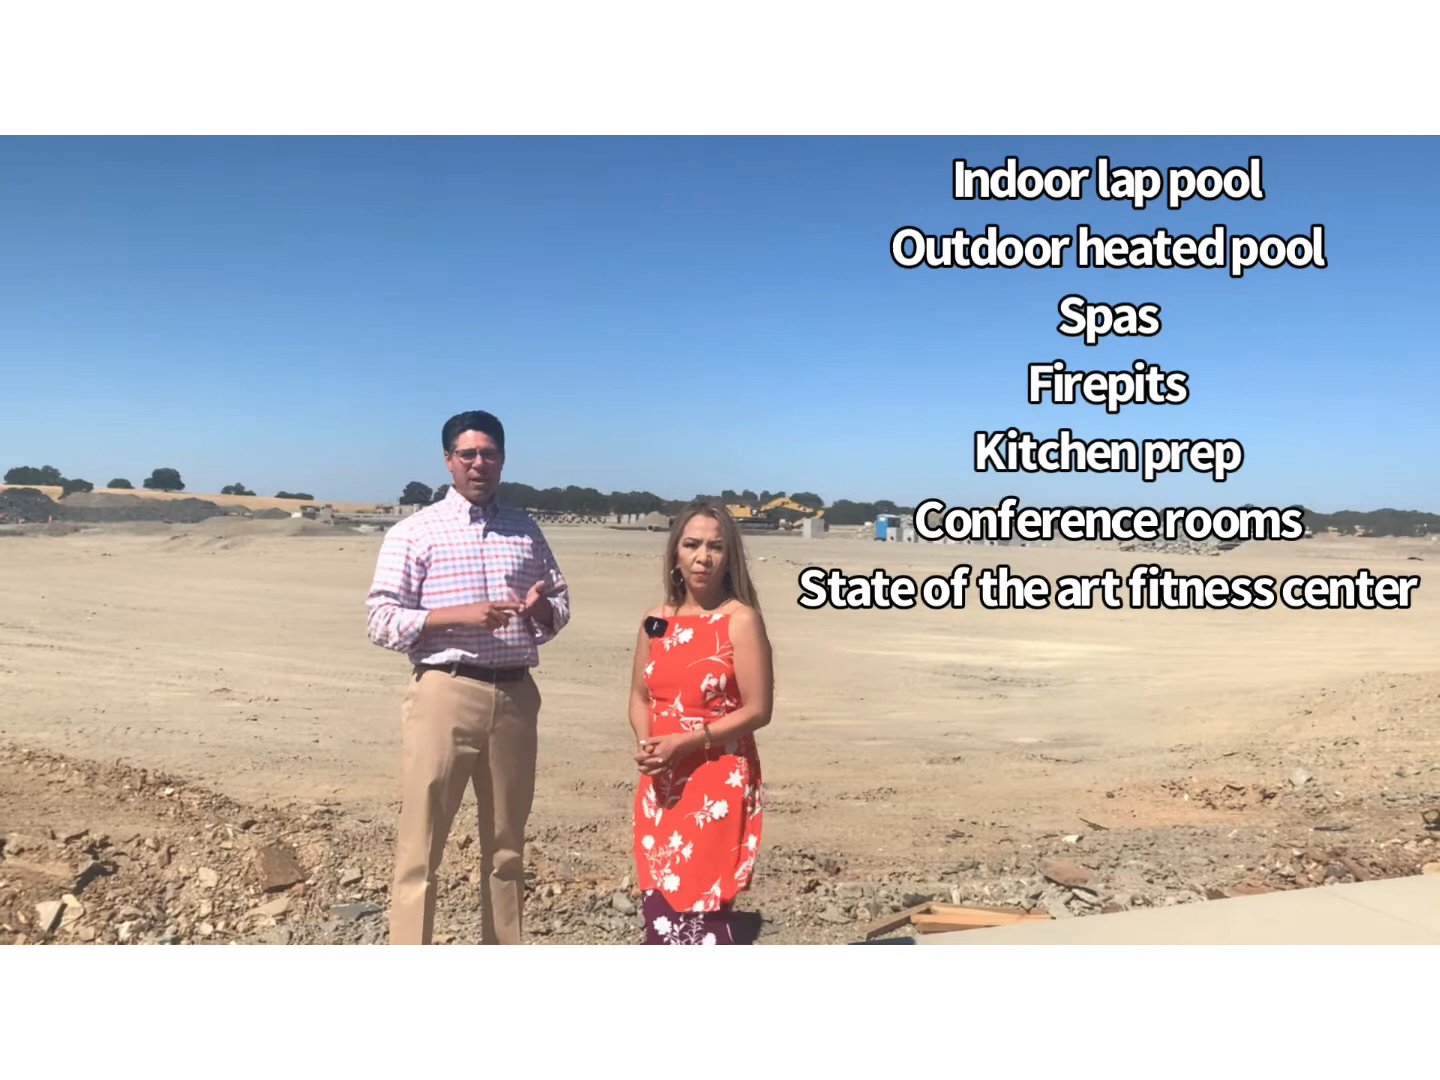 Indoor lap pool
Outdoor heated pool
Spas
Firepits
Kitchen prep
Conference rooms
State of the art fitness center